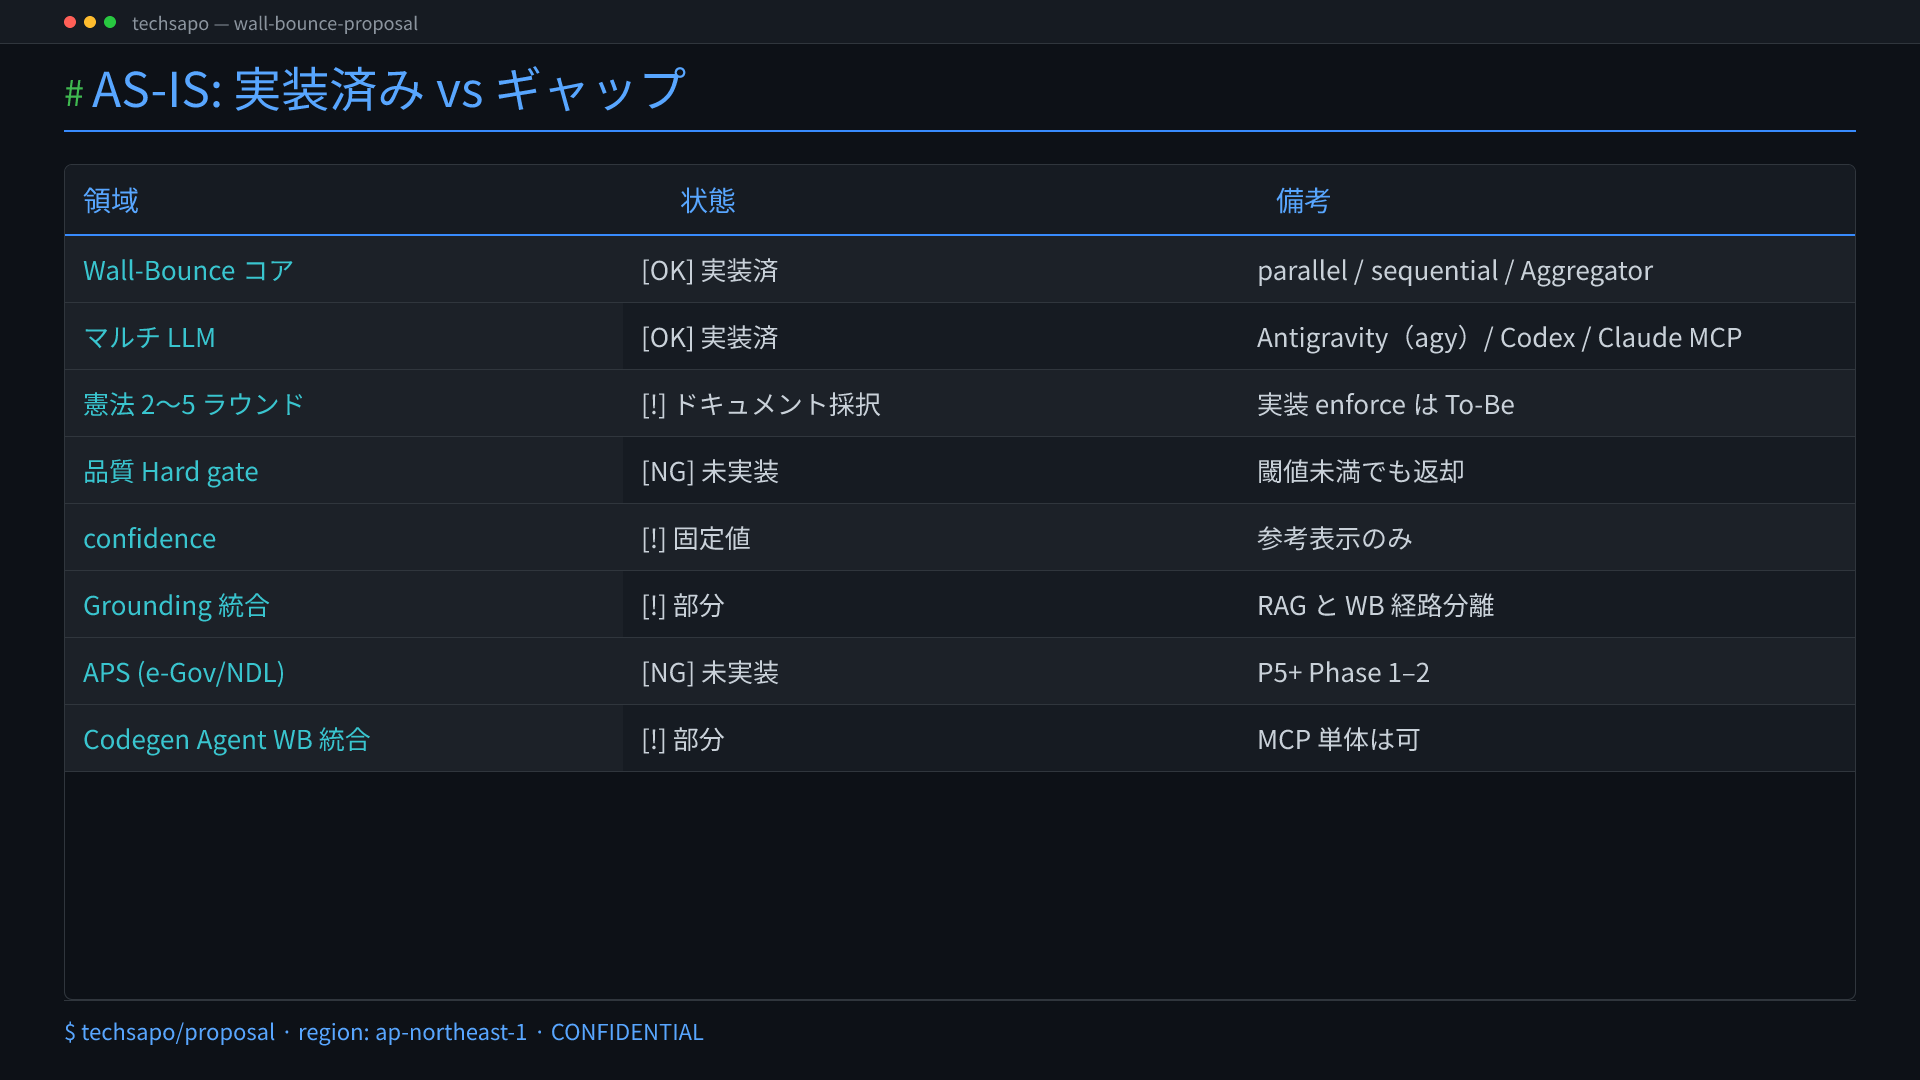 techsapo — wall-bounce-proposal
# AS-IS: 実装済み vs ギャップ
領域 状態 備考
Wall-Bounce コア [OK] 実装済 parallel / sequential / Aggregator
マルチ LLM [OK] 実装済 Antigravity（agy）/ Codex / Claude MCP
憲法 2〜5 ラウンド [!] ドキュメント採択 実装 enforce は To-Be
品質 Hard gate [NG] 未実装 閾値未満でも返却
confidence [!] 固定値 参考表示のみ
Grounding 統合 [!] 部分 RAG と WB 経路分離
APS (e-Gov/NDL) [NG] 未実装 P5+ Phase 1–2
Codegen Agent WB 統合 [!] 部分 MCP 単体は可
$ techsapo/proposal · region: ap-northeast-1 · CONFIDENTIAL